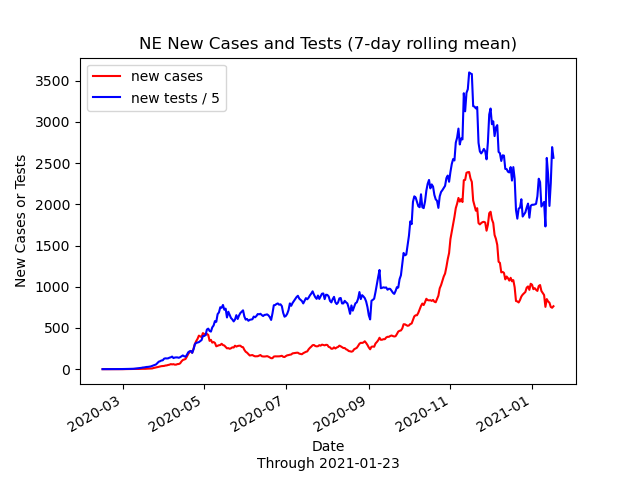 NE New Cases and Tests (7-day rolling mean)
new cases
new tests / 5
New Cases or Tests
3500
3000
2500
2000
1500
1000
500
0
2020-03
2020-05
2020-07
2020-09
2020-11
2021-01
Date
Through 2021-01-23